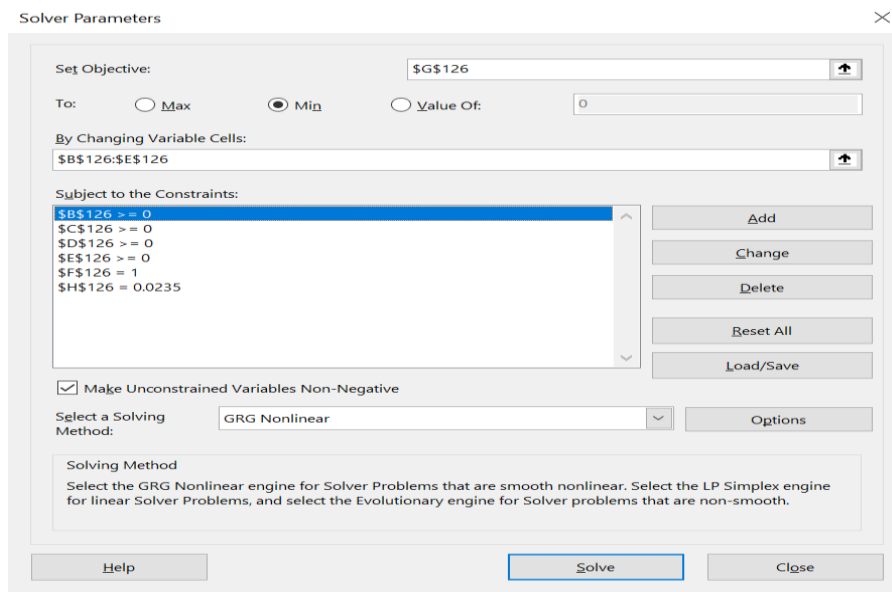 Solver Parameters
Set Objective:
$G$126
To:
Max
Min
Value Of:
0
By Changing Variable Cells:
$B$126:$E$126
Subject to the Constraints:
$B$126 >= 0
$C$126 >= 0
$D$126 >= 0
$E$126 >= 0
$F$126 = 1
$H$126 = 0.0235
Add
Change
Delete
Reset All
Load/Save
Make Unconstrained Variables Non-Negative
Select a Solving
Method:
GRG Nonlinear
Options
Solving Method
Select the GRG Nonlinear engine for Solver Problems that are smooth nonlinear. Select the LP Simplex engine
for linear Solver Problems, and select the Evolutionary engine for Solver problems that are non-smooth.
Help
Solve
Close